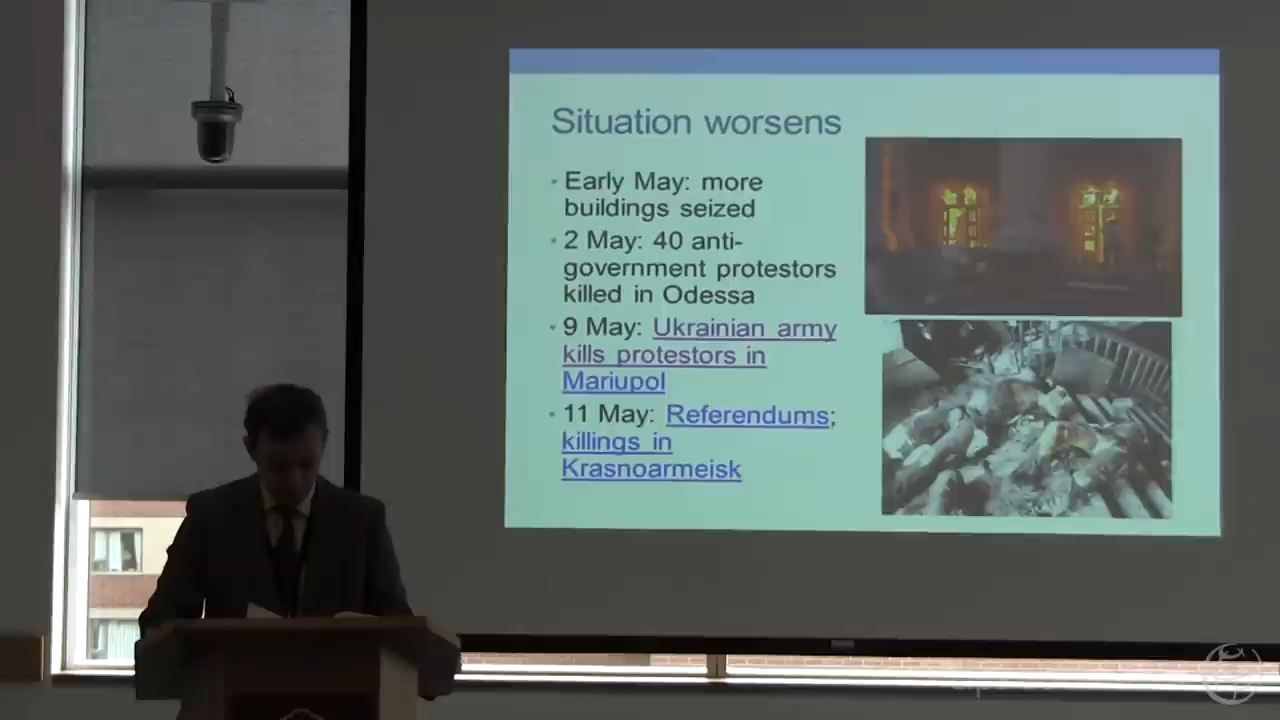 Situation worsens
Early May: more
buildings seized
2 May: 40 anti-
government protestors
killed in Odessa
9 May: Ukrainian army
kills protestors in
Mariupol
11 May: Referendums;
killings in
Krasnoarmeisk